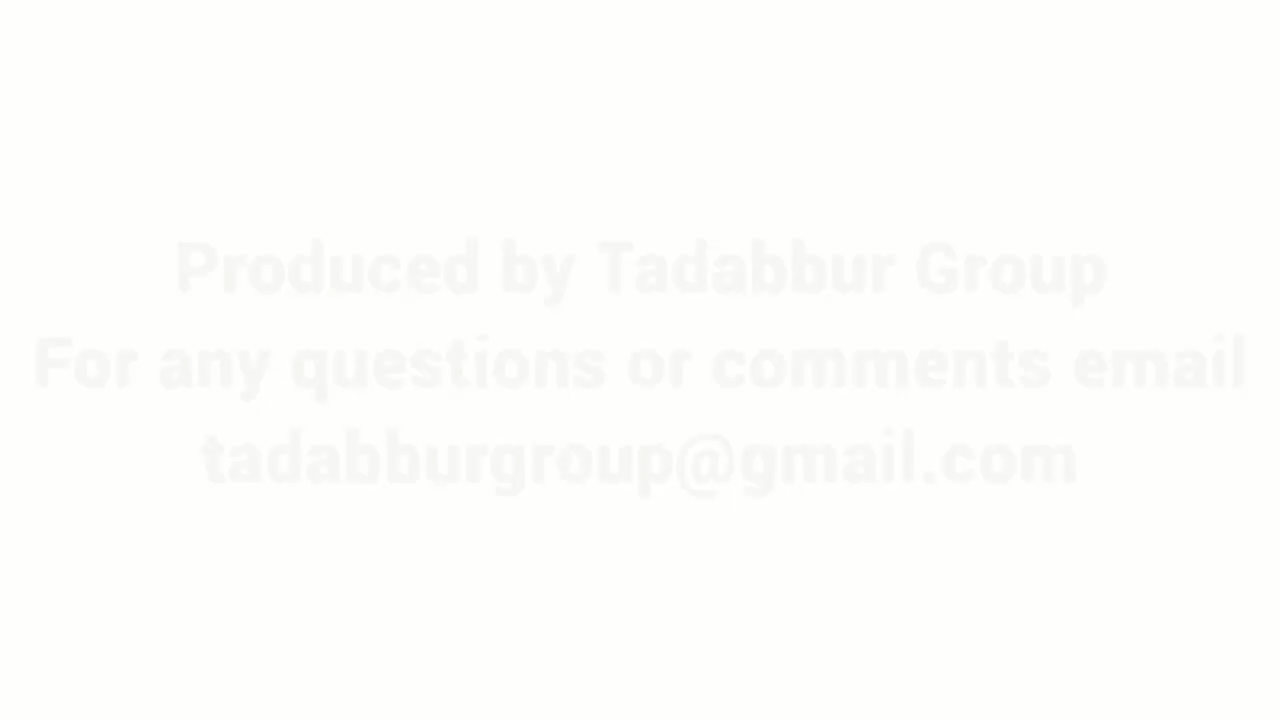 Produced by Tadabbur Group
For any questions or comments email
tadabburgroup@gmail.com